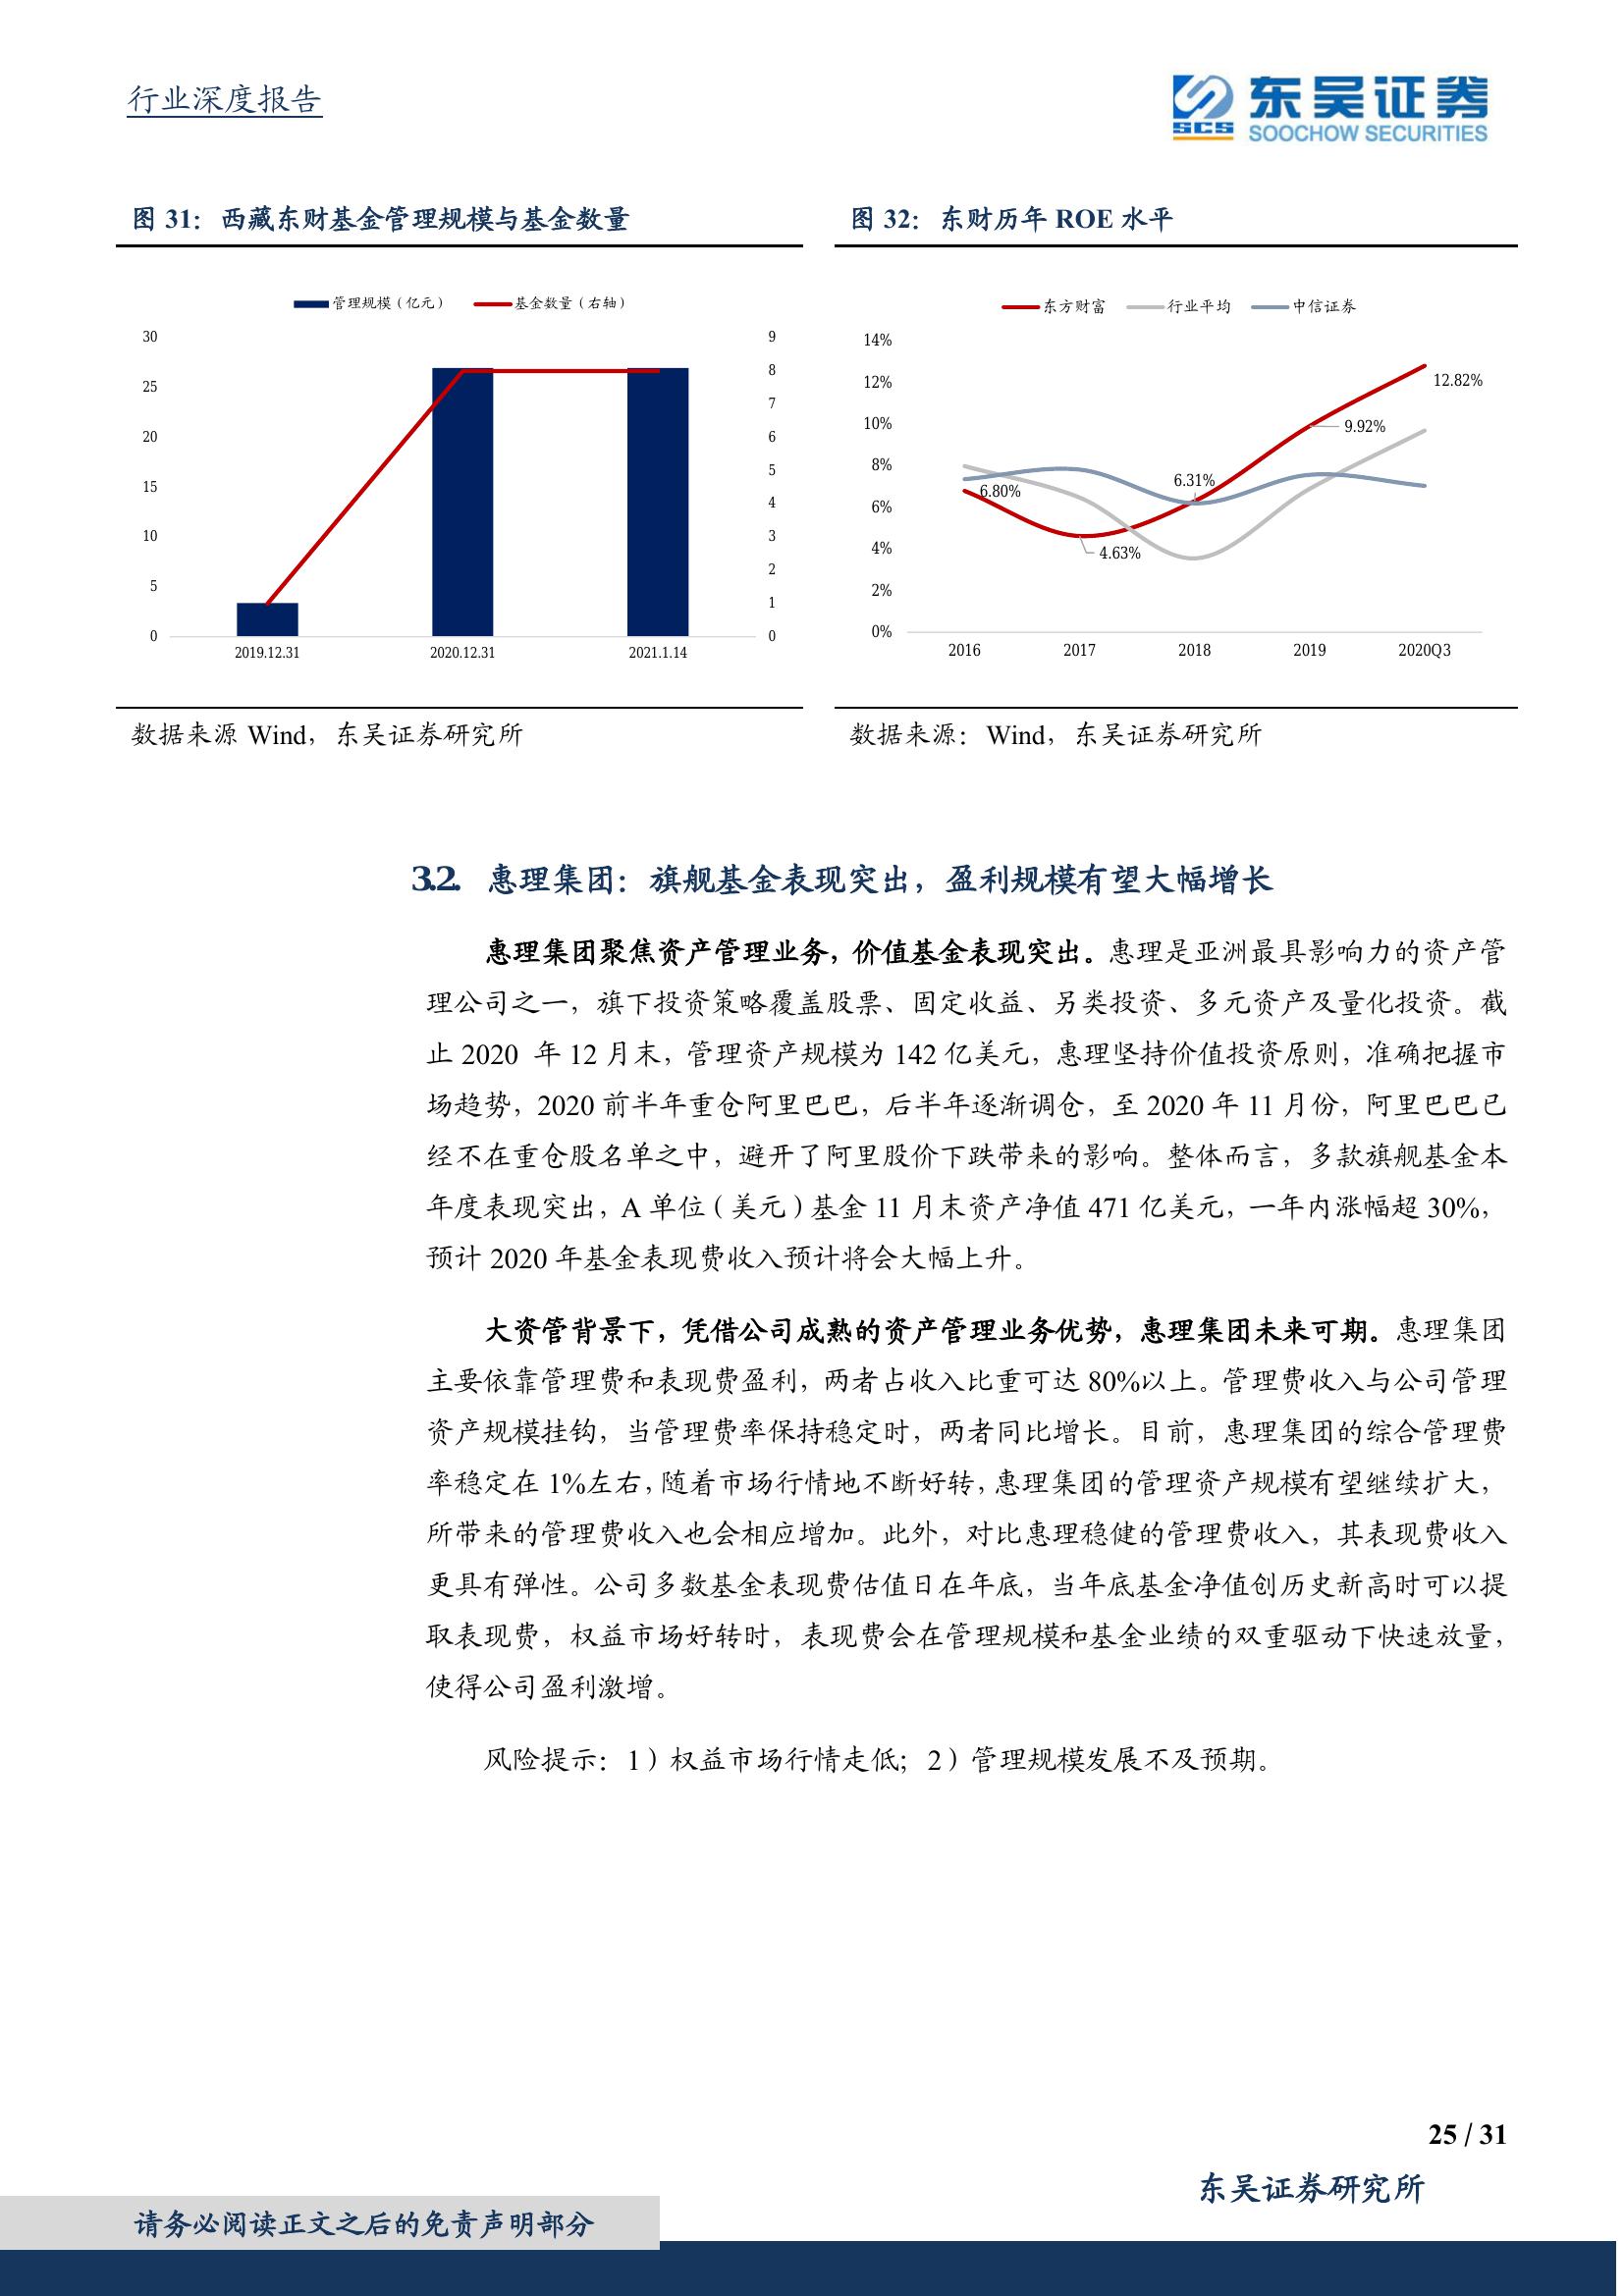 行业深度报告
SCS 东吴证券
SOOCHOW SECURITIES
图 31：西藏东财基金管理规模与基金数量
管理规模（亿元） 基金数量（右轴）
30
25
20
15
10
5
0
9
8
7
6
5
4
3
2
1
0
2019.12.31 2020.12.31 2021.1.14
数据来源 Wind，东吴证券研究所
图 32：东财历年 ROE 水平
东方财富 行业平均 中信证券
14%
12%
10%
8%
6%
4%
2%
0%
12.82%
9.92%
6.31%
6.80%
4.63%
2016 2017 2018 2019 2020Q3
数据来源：Wind，东吴证券研究所
3.2. 惠理集团：旗舰基金表现突出，盈利规模有望大幅增长
惠理集团聚焦资产管理业务，价值基金表现突出。惠理是亚洲最具影响力的资产管
理公司之一，旗下投资策略覆盖股票、固定收益、另类投资、多元资产及量化投资。截
止 2020 年 12 月末，管理资产规模为 142 亿美元，惠理坚持价值投资原则，准确把握市
场趋势，2020 前半年重仓阿里巴巴，后半年逐渐调仓，至 2020 年 11 月份，阿里巴巴已
经不在重仓股名单之中，避开了阿里股价下跌带来的影响。整体而言，多款旗舰基金本
年度表现突出，A 单位（美元）基金 11 月末资产净值 471 亿美元，一年内涨幅超 30%，
预计 2020 年基金表现费收入预计将会大幅上升。
大资管背景下，凭借公司成熟的资产管理业务优势，惠理集团未来可期。惠理集团
主要依靠管理费和表现费盈利，两者占收入比重可达 80%以上。管理费收入与公司管理
资产规模挂钩，当管理费率保持稳定时，两者同比增长。目前，惠理集团的综合管理费
率稳定在 1%左右，随着市场行情地不断好转，惠理集团的管理资产规模有望继续扩大，
所带来的管理费收入也会相应增加。此外，对比惠理稳健的管理费收入，其表现费收入
更具有弹性。公司多数基金表现费估值日在年底，当年底基金净值创历史新高时可以提
取表现费，权益市场好转时，表现费会在管理规模和基金业绩的双重驱动下快速放量，
使得公司盈利激增。
风险提示：1）权益市场行情走低；2）管理规模发展不及预期。
25 / 31
东吴证券研究所
请务必阅读正文之后的免责声明部分